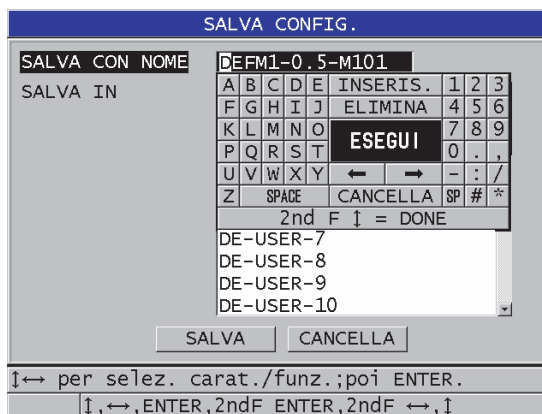 SALVA CONFIG.
SALVA CON NOME DEFM1-0.5-M101
SALVA IN
A B C D E INSERIS. 1 2 3
F G H I J ELIMINA 4 5 6
K L M N O ESEGUI 7 8 9
P Q R S T 0 . ,
U V W X Y ← → - : /
Z SPACE CANCELLA SP # *
2nd F ↕ = DONE
DE-USER-7
DE-USER-8
DE-USER-9
DE-USER-10
SALVA CANCELLA
↕↔ per selez. carat./funz.;poi ENTER.
↕,↔,ENTER,2ndF ENTER,2ndF ↔,↕